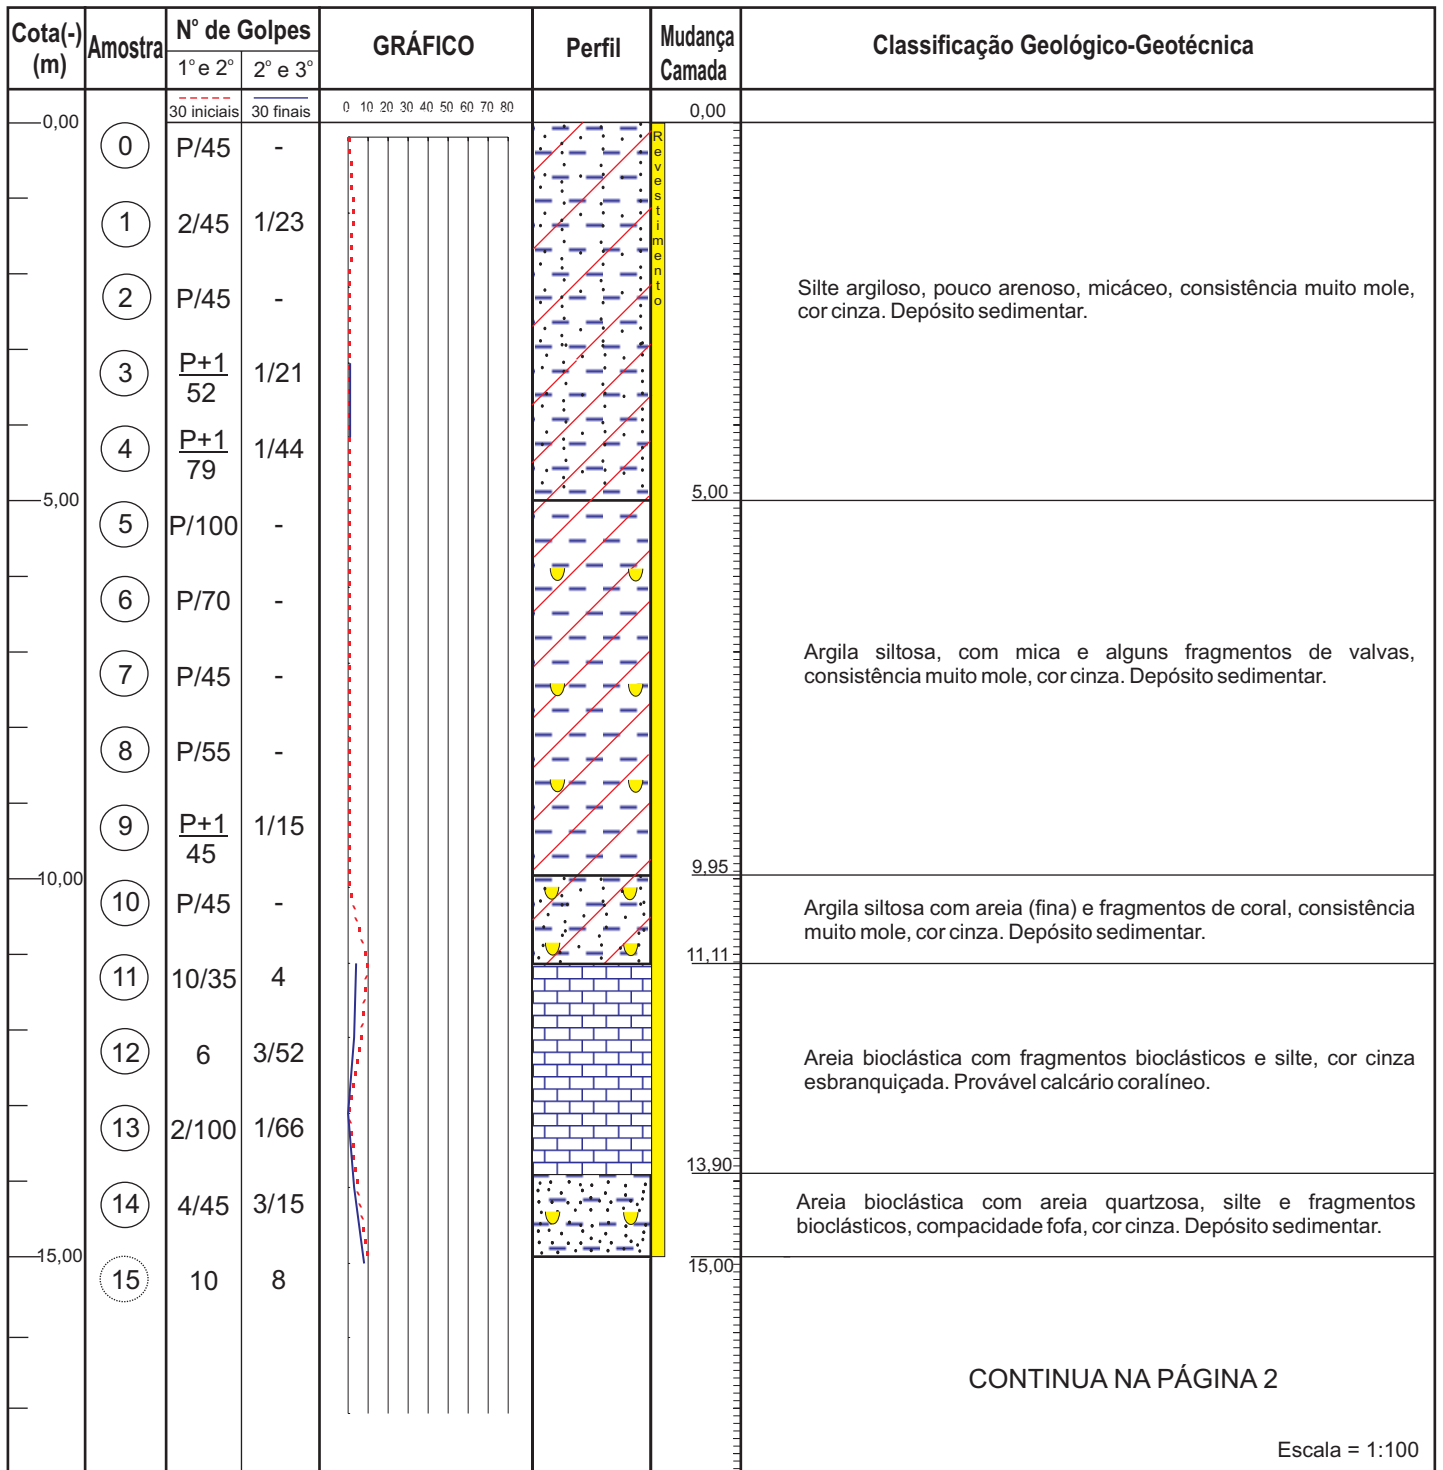 Cota(-)
(m)
Amostra
N° de Golpes
1° e 2°
2° e 3°
GRÁFICO
Perfil
Mudança
Camada
Classificação Geológico-Geotécnica
30 iniciais
30 finais
0 10 20 30 40 50 60 70 80
0,00
0,00
Revestimento
0 P/45 -
1 2/45 1/23
2 P/45 -
Silte argiloso, pouco arenoso, micáceo, consistência muito mole,
cor cinza. Depósito sedimentar.
3 P+1 1/21
52
4 P+1 1/44
79
5,00
5,00
5 P/100 -
6 P/70 -
7 P/45 -
Argila siltosa, com mica e alguns fragmentos de valvas,
consistência muito mole, cor cinza. Depósito sedimentar.
8 P/55 -
9 P+1 1/15
45
9,95
10,00
10 P/45 -
Argila siltosa com areia (fina) e fragmentos de coral, consistência
muito mole, cor cinza. Depósito sedimentar.
11,11
11 10/35 4
12 6 3/52
Areia bioclástica com fragmentos bioclásticos e silte, cor cinza
esbranquiçada. Provável calcário coralíneo.
13 2/100 1/66
13,90
14 4/45 3/15
Areia bioclástica com areia quartzosa, silte e fragmentos
bioclásticos, compacidade fofa, cor cinza. Depósito sedimentar.
15,00
15,00
15 10 8
CONTINUA NA PÁGINA 2
Escala = 1:100